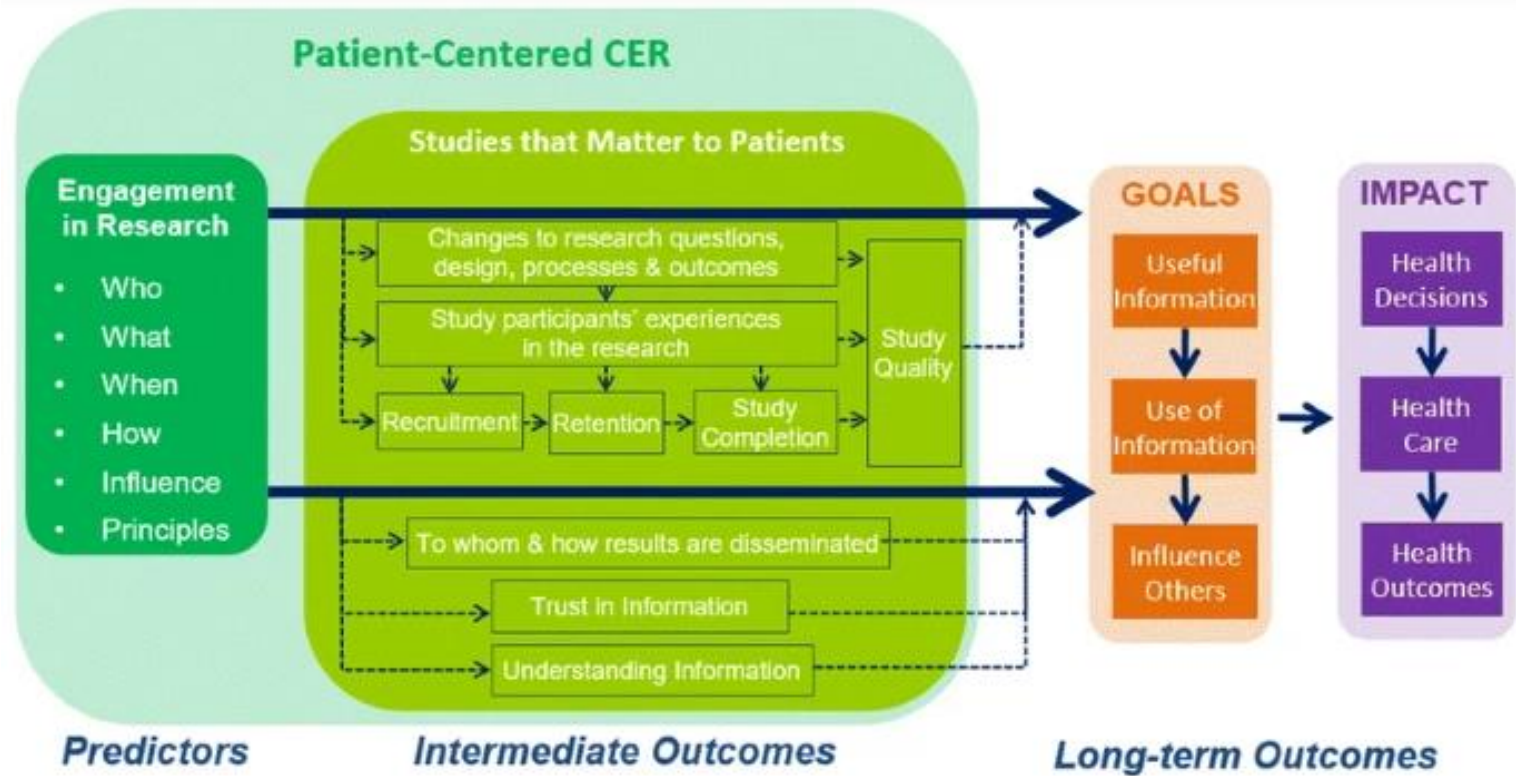 Patient-Centered CER
Studies that Matter to Patients
Engagement
in Research
• Who
• What
• When
• How
• Influence
• Principles
Changes to research questions,
design, processes & outcomes
Study participants' experiences
in the research
Recruitment
Retention
Study
Completion
Study
Quality
To whom & how results are disseminated
Trust in Information
Understanding Information
GOALS
Useful
Information
Use of
Information
Influence
Others
IMPACT
Health
Decisions
Health
Care
Health
Outcomes
Predictors
Intermediate Outcomes
Long-term Outcomes